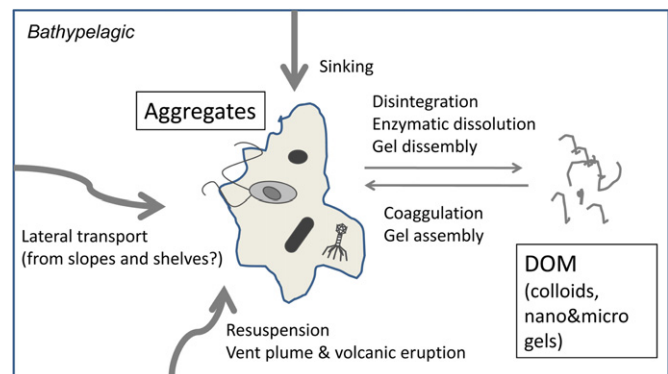 Bathypelagic
Sinking
Aggregates
Disintegration
Enzymatic dissolution
Gel dissembly
Coaggulation
Gel assembly
Lateral transport
(from slopes and shelves?)
DOM
(colloids,
nano&micro
gels)
Resuspension
Vent plume & volcanic eruption